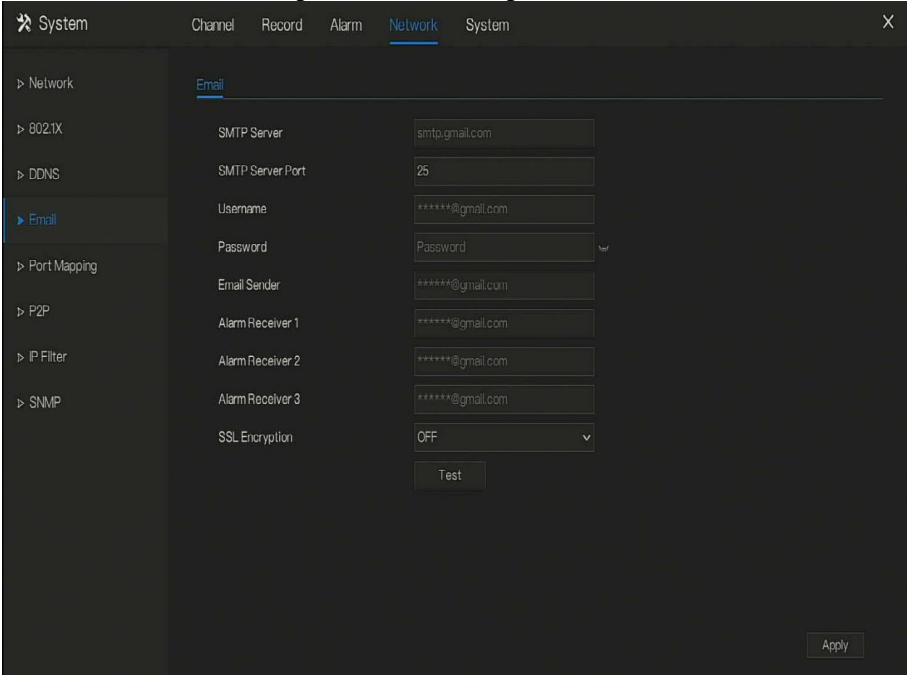 System
Channel Record Alarm Network System X
Network
802.1X
DDNS
Email
Port Mapping
P2P
IP Filter
SNMP
Email
SMTP Server smtp.gmail.com
SMTP Server Port 25
Username ******@gmail.com
Password Password
Email Sender ******@gmail.com
Alarm Receiver 1 ******@gmail.com
Alarm Receiver 2 ******@gmail.com
Alarm Receiver 3 ******@gmail.com
SSL Encryption OFF
Test
Apply